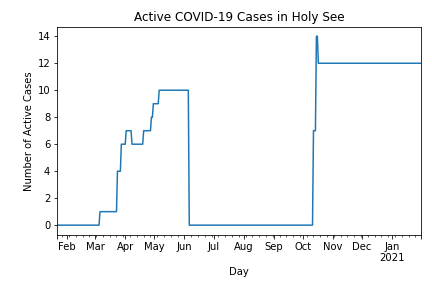 Active COVID-19 Cases in Holy See
Number of Active Cases
14
12
10
8
6
4
2
0
Feb Mar Apr May Jun Jul Aug Sep Oct Nov Dec Jan
2021
Day